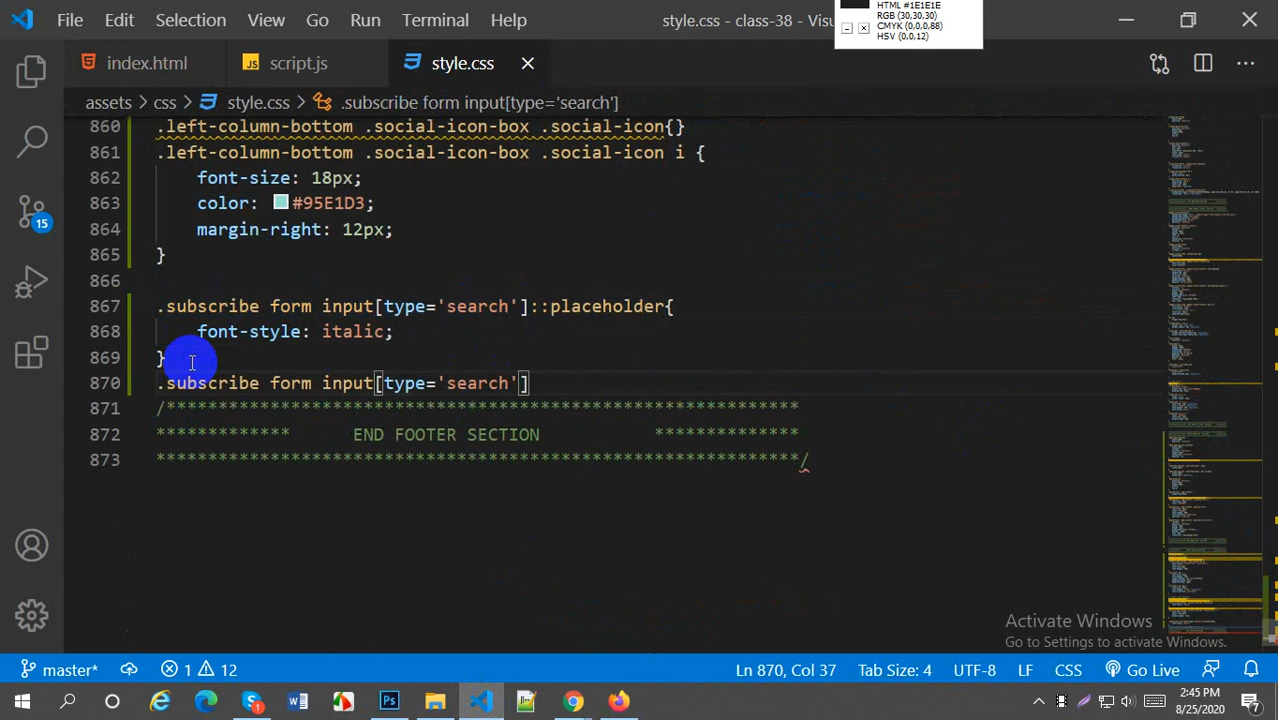 File Edit Selection View Go Run Terminal Help style.css - class-38 - Visu
HTML #1E1E1E
RGB (30,30,30)
CMYK (0,0,0,88)
HSV (0,0,12)
index.html script.js style.css
assets > css > style.css > .subscribe form input[type='search']
860 .left-column-bottom .social-icon-box .social-icon{}
861 .left-column-bottom .social-icon-box .social-icon i {
862 font-size: 18px;
863 color: #95E1D3;
864 margin-right: 12px;
865 }
866
867 .subscribe form input[type='search']::placeholder{
868 font-style: italic;
869 }
870 .subscribe form input[type='search']
871 /*************************************************************
872 ************* END FOOTER SECTION **************
873 **************************************************************/
15
Activate Windows
Go to Settings to activate Windows.
master* 1 12 Ln 870, Col 37 Tab Size: 4 UTF-8 LF CSS Go Live
2:45 PM
8/25/2020
1
7